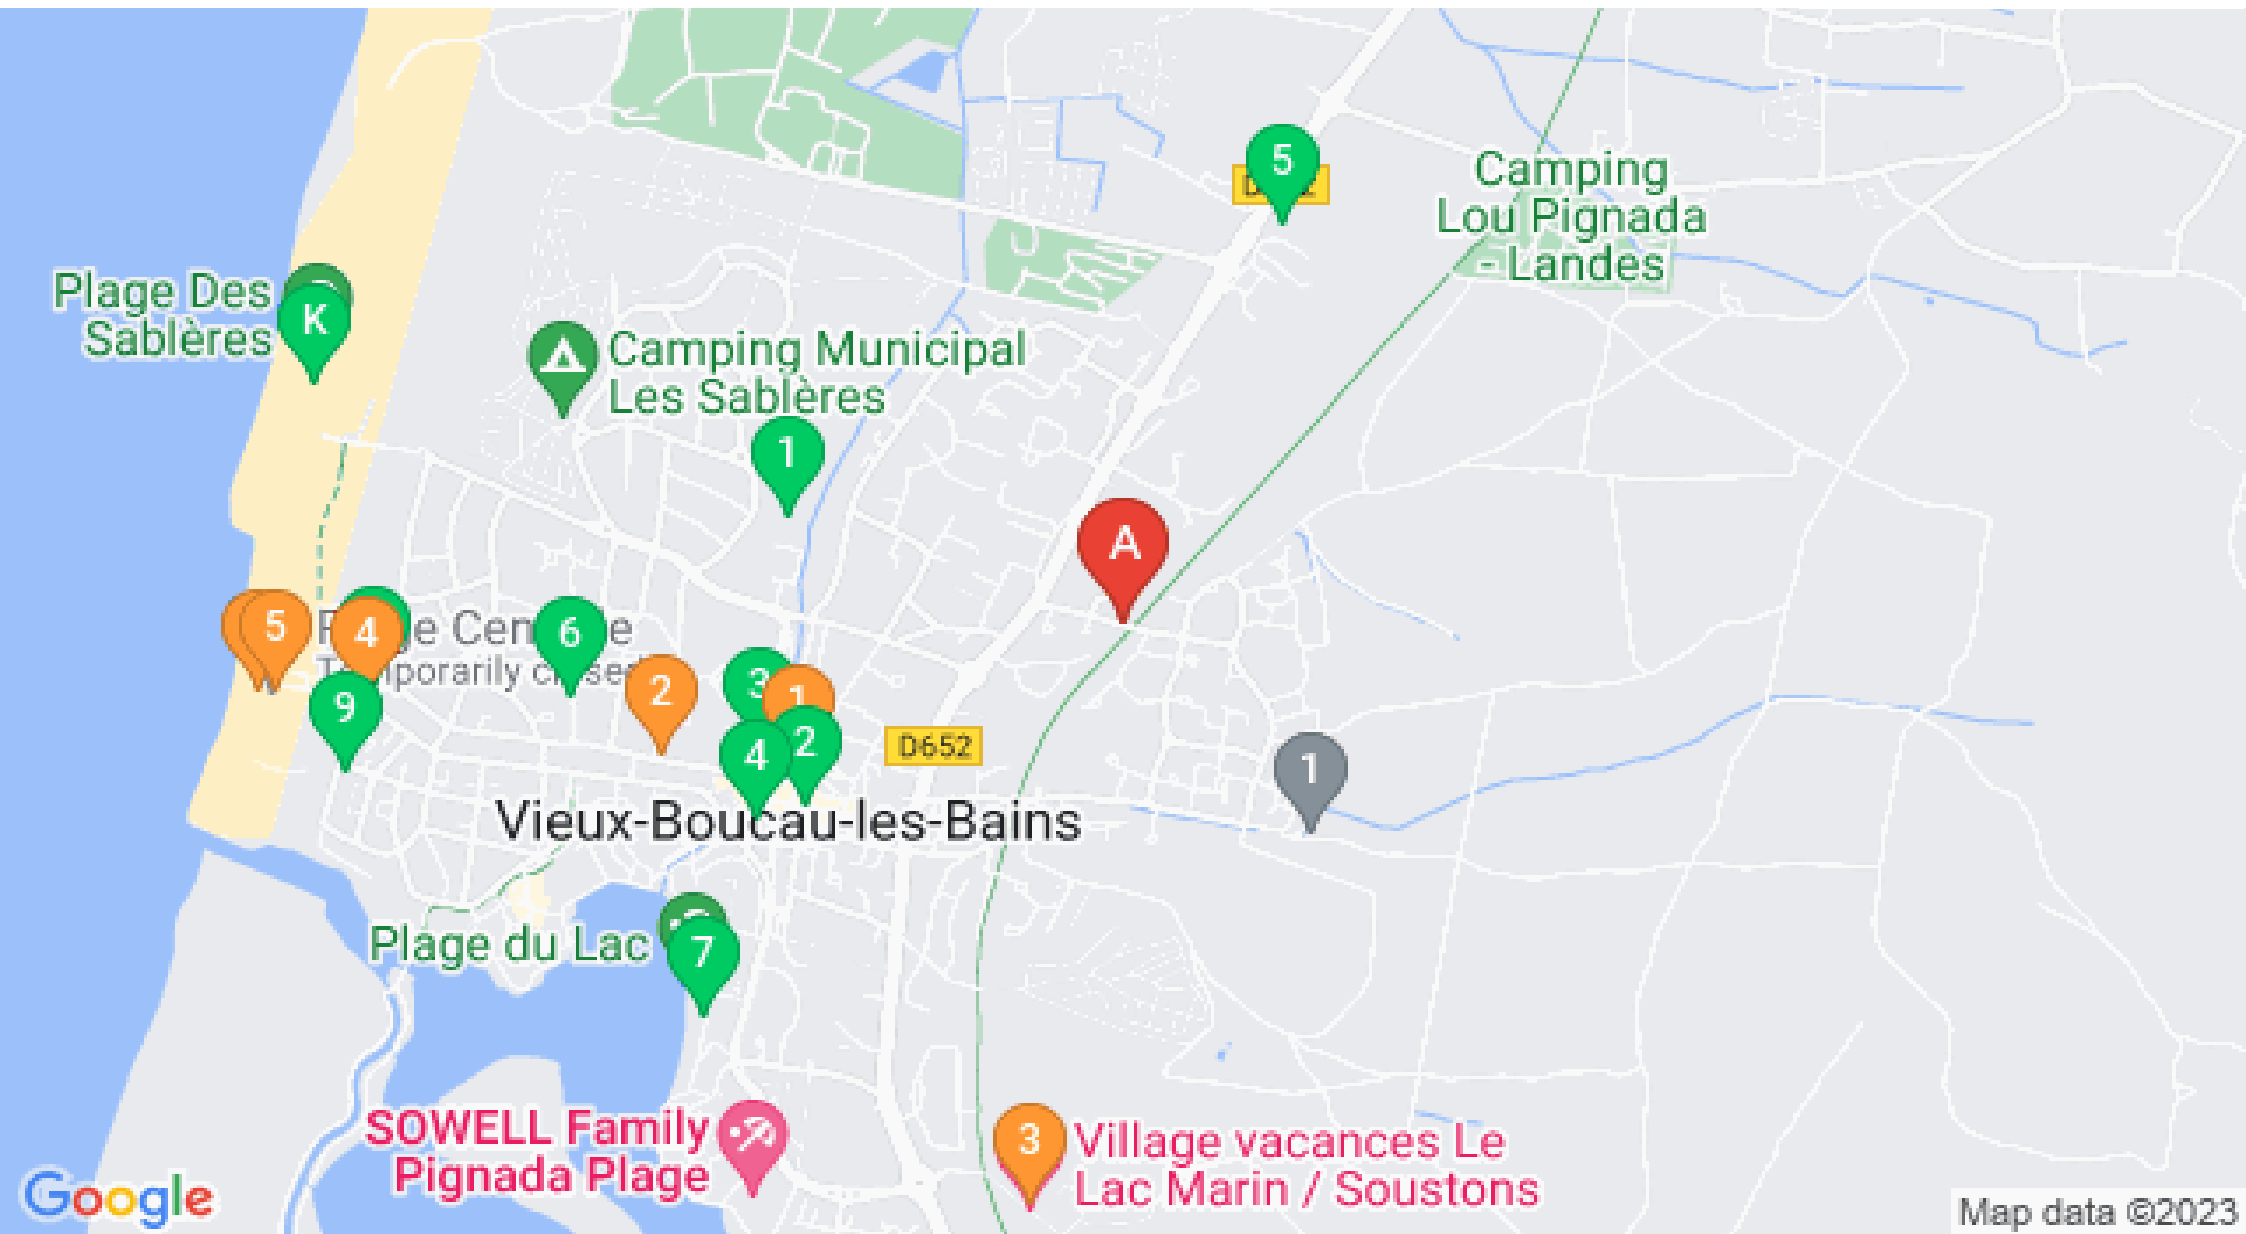 5
Camping
Lou Pignada
- Landes
Plage Des
Sablères
K
Camping Municipal
Les Sablères
1
A
5
4
6
2
3
1
9
4
2
D652
1
Vieux-Boucau-les-Bains
Plage du Lac
7
SOWELL Family
Pignada Plage
3
Village vacances Le
Lac Marin / Soustons
Google
Map data ©2023